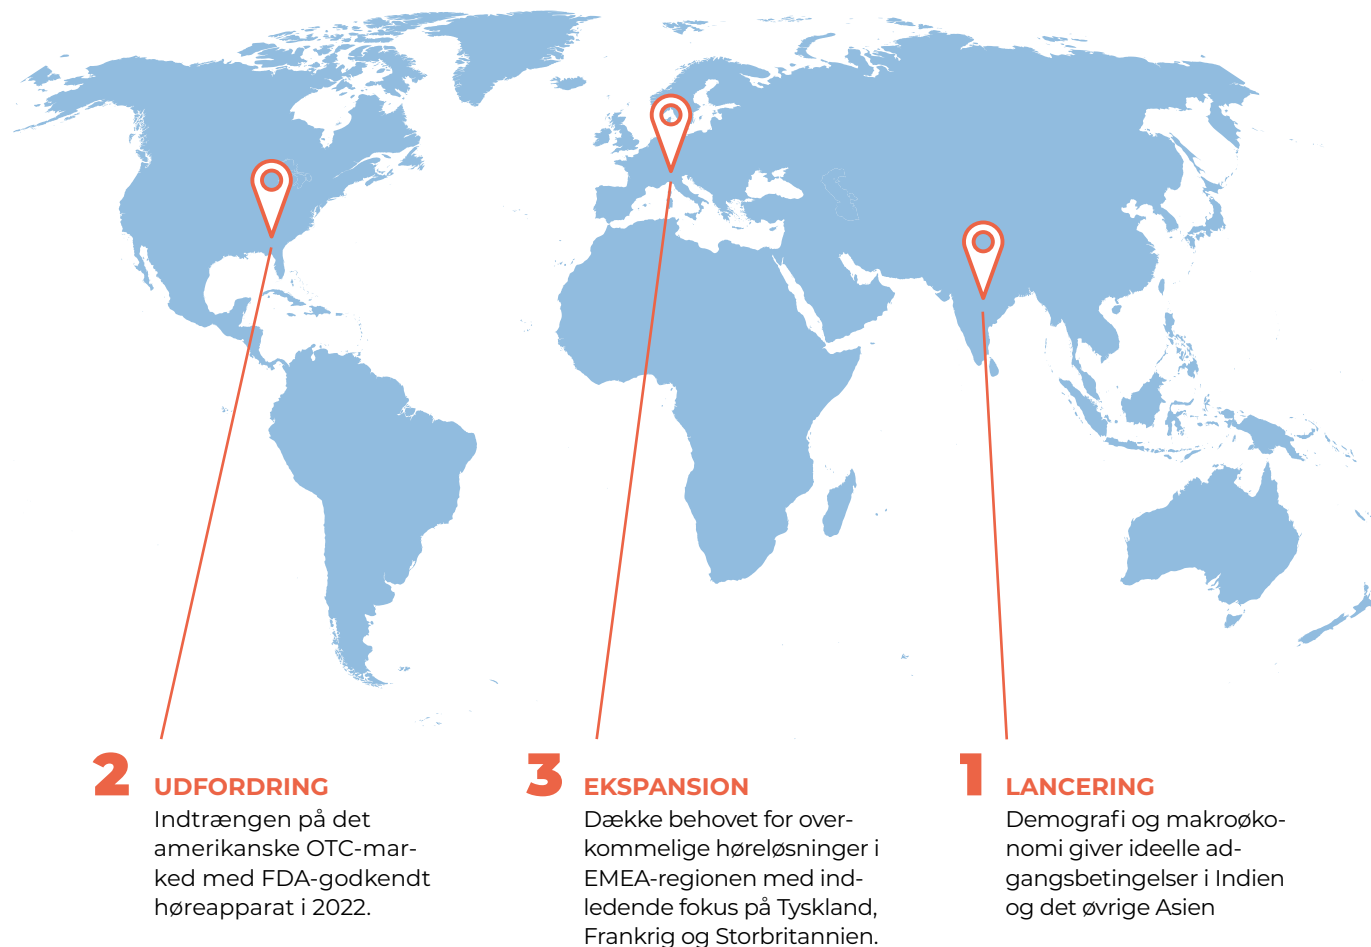 2 UDFORDRING
Indtrængen på det
amerikanske OTC-mar-
ked med FDA-godkendt
høreapparat i 2022.
3 EKSPANSION
Dække behovet for over-
kommelige høreløsninger i
EMEA-regionen med ind-
ledende fokus på Tyskland,
Frankrig og Storbritannien.
1 LANCERING
Demografi og makroøko-
nomi giver ideelle ad-
gangsbetingelser i Indien
og det øvrige Asien